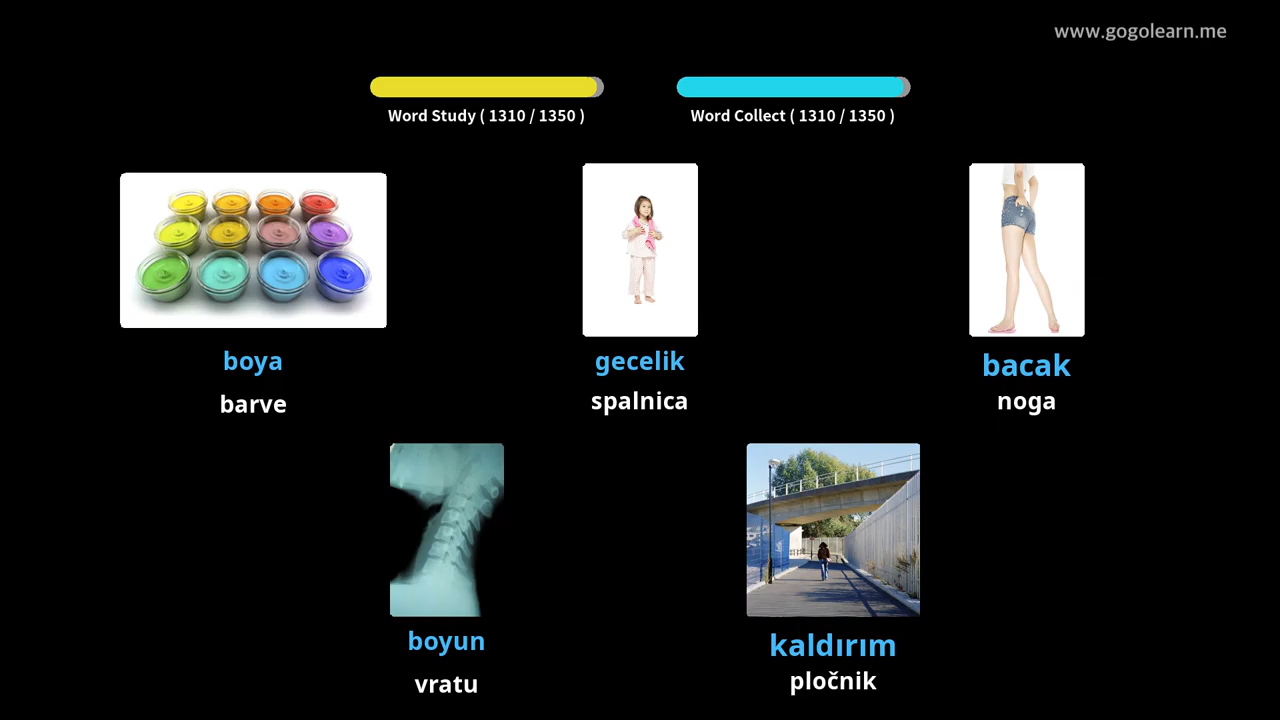 www.gogolearn.me
Word Study ( 1310 / 1350 )
Word Collect ( 1310 / 1350 )
boya
barve
gecelik
spalnica
bacak
noga
boyun
vratu
kaldırım
pločnik